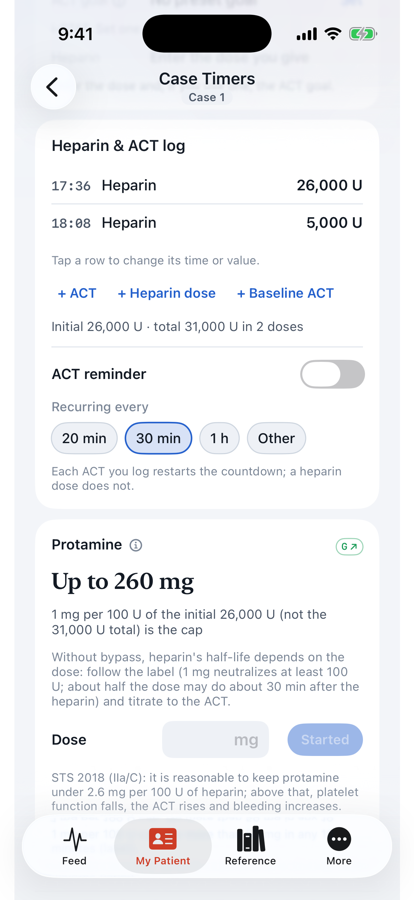 9:41
Case Timers
Case 1
Heparin & ACT log
17:36 Heparin 26,000 U
18:08 Heparin 5,000 U
Tap a row to change its time or value.
+ ACT + Heparin dose + Baseline ACT
Initial 26,000 U · total 31,000 U in 2 doses
ACT reminder
Recurring every
20 min 30 min 1 h Other
Each ACT you log restarts the countdown; a heparin
dose does not.
Protamine G↗
Up to 260 mg
1 mg per 100 U of the initial 26,000 U (not the
31,000 U total) is the cap
Without bypass, heparin's half-life depends on the
dose: follow the label (1 mg neutralizes at least 100
U; about half the dose may do about 30 min after the
heparin) and titrate to the ACT.
Dose mg Started
STS 2018 (IIa/C): it is reasonable to keep protamine
under 2.6 mg per 100 U of heparin; above that, platelet
function falls, the ACT rises and bleeding increases.
Feed My Patient Reference More